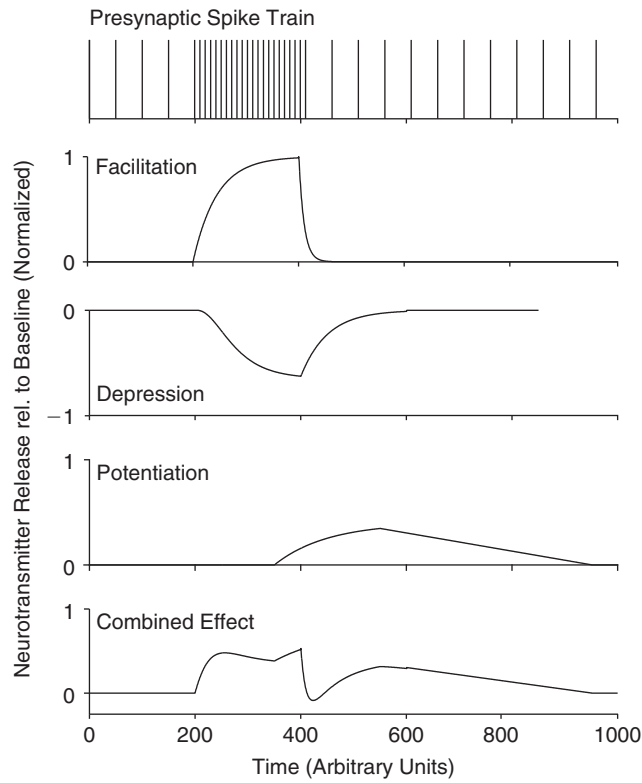 Presynaptic Spike Train
Neurotransmitter Release rel. to Baseline (Normalized)
1
Facilitation
0
0
Depression
−1
1
Potentiation
0
1
Combined Effect
0
0 200 400 600 800 1000
Time (Arbitrary Units)